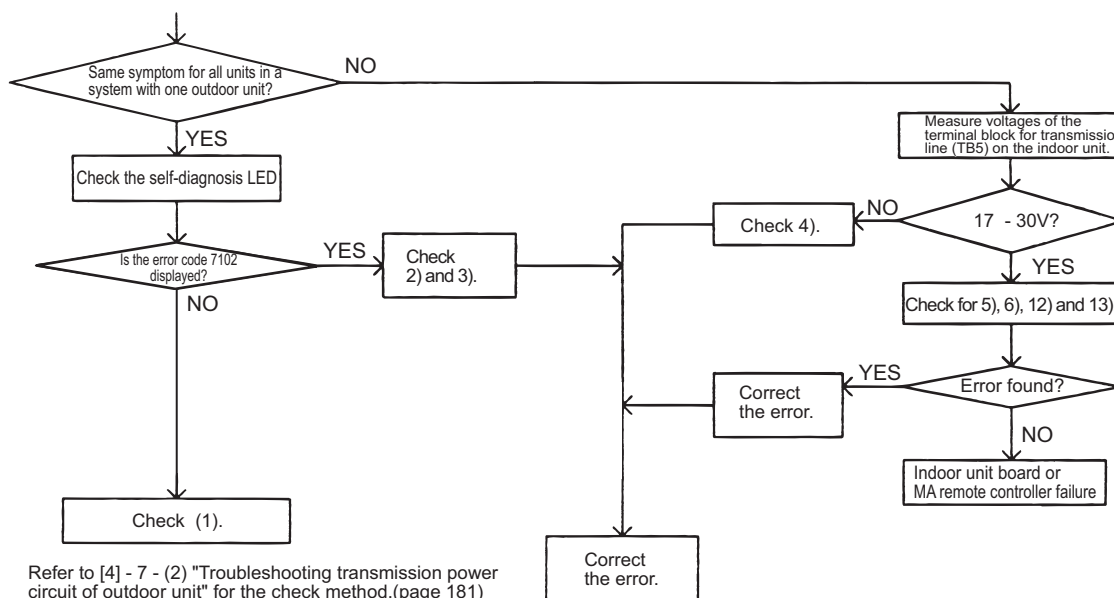 Same symptom for all units in a
system with one outdoor unit?
NO
YES
Check the self-diagnosis LED
Is the error code 7102
displayed?
YES
Check
2) and 3).
NO
Check (1).
Refer to [4] - 7 - (2) "Troubleshooting transmission power
circuit of outdoor unit" for the check method.(page 181)
Measure voltages of the
terminal block for transmissio
line (TB5) on the indoor unit.
17 - 30V?
NO
Check 4).
YES
Check for 5), 6), 12) and 13)
Error found?
YES
Correct
the error.
NO
Indoor unit board or
MA remote controller failure
Correct
the error.